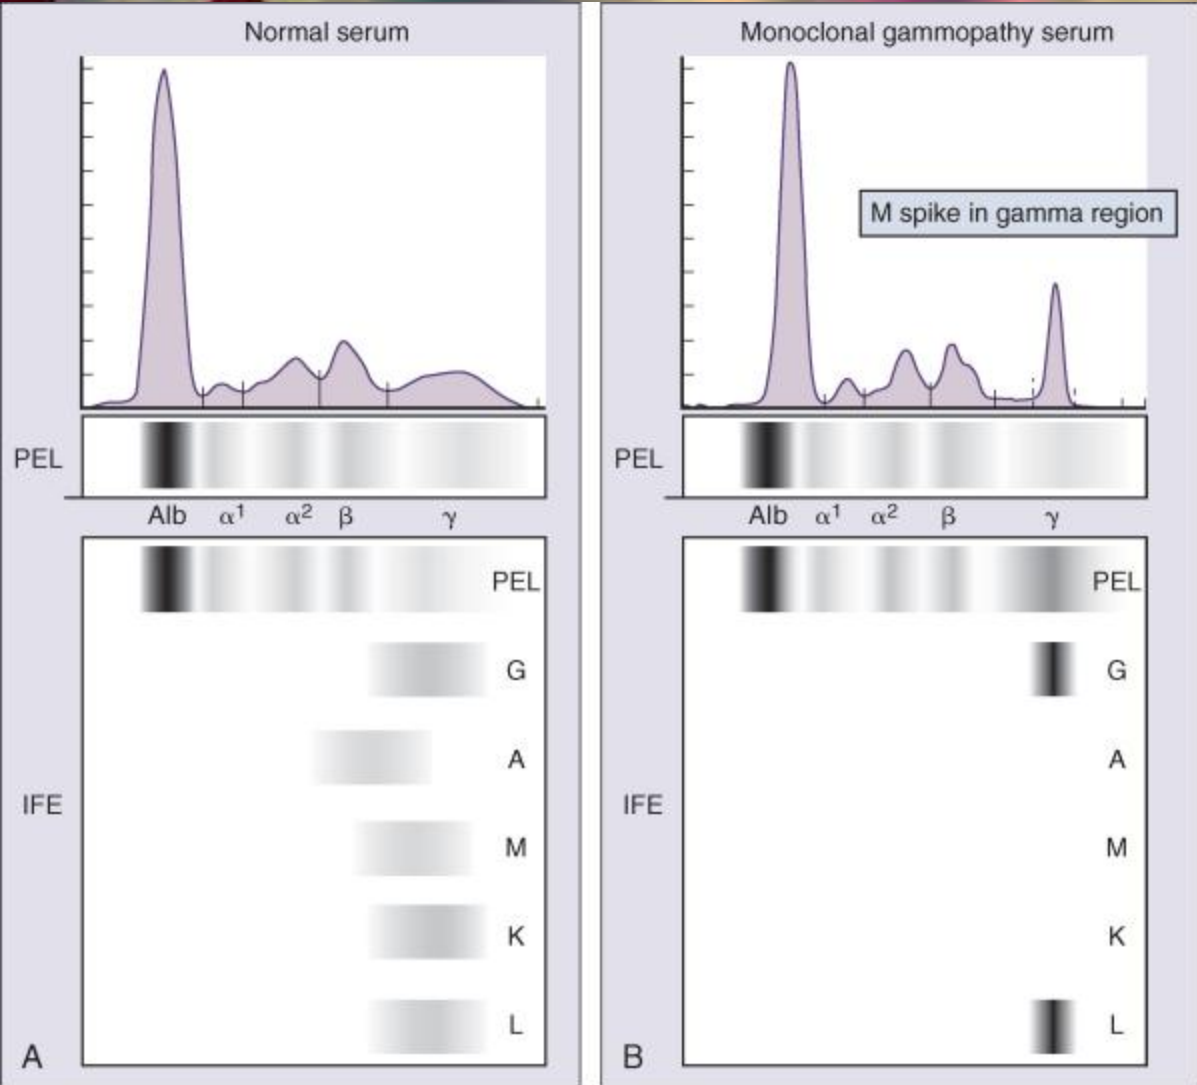 Normal serum
PEL
Alb α¹ α² β γ
PEL
G
A
IFE
M
K
L
A
Monoclonal gammopathy serum
M spike in gamma region
PEL
Alb α¹ α² β γ
PEL
G
A
IFE
M
K
L
B